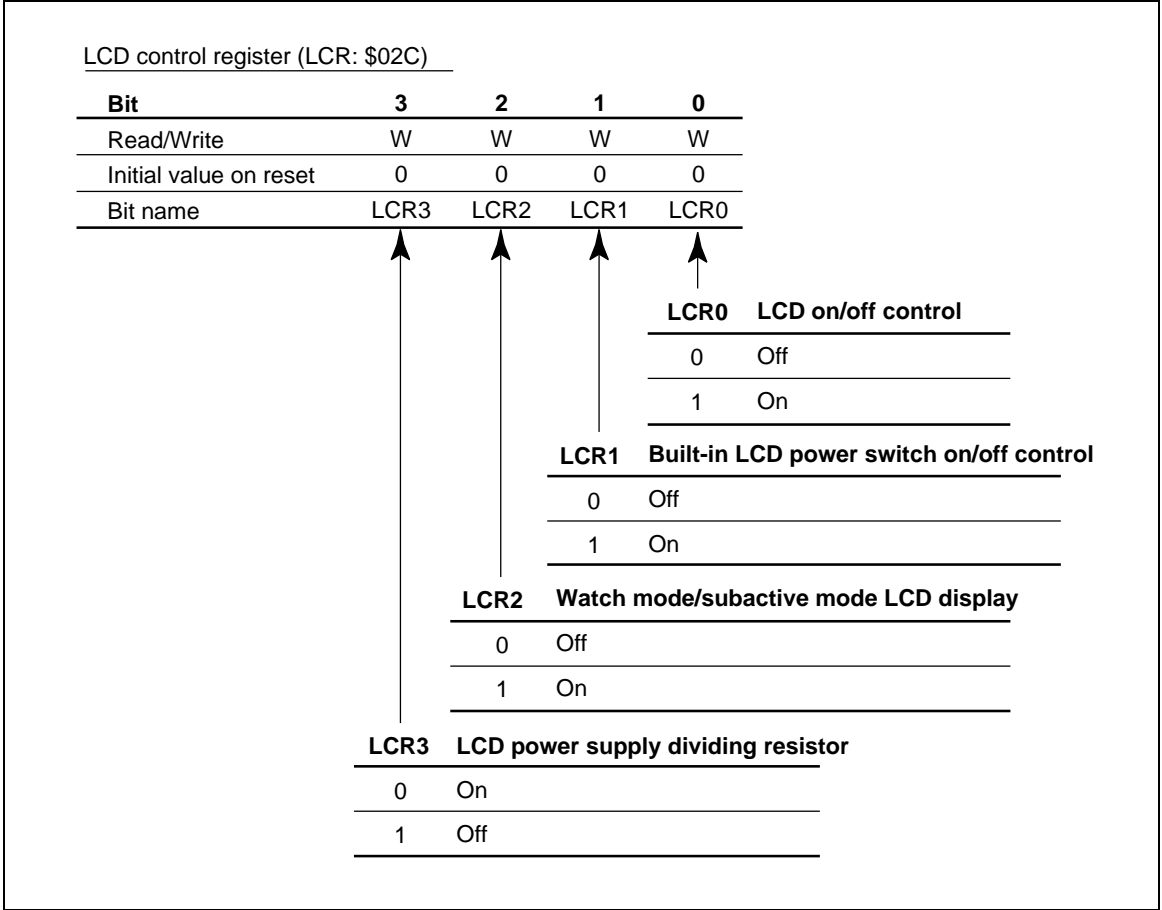 LCD control register (LCR: $02C)
Bit 3 2 1 0
Read/Write W W W W
Initial value on reset 0 0 0 0
Bit name LCR3 LCR2 LCR1 LCR0
LCR0 LCD on/off control
0 Off
1 On
LCR1 Built-in LCD power switch on/off control
0 Off
1 On
LCR2 Watch mode/subactive mode LCD display
0 Off
1 On
LCR3 LCD power supply dividing resistor
0 On
1 Off